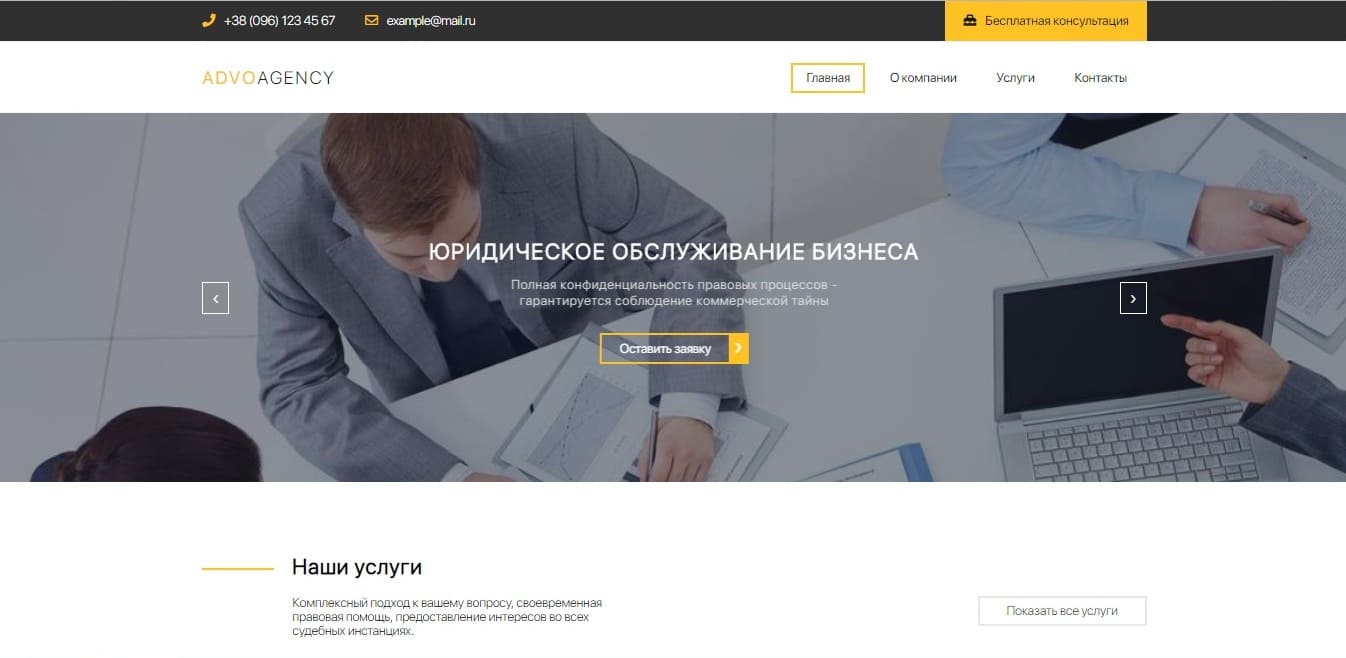 +38 (096) 123 45 67 example@mail.ru Бесплатная консультация
ADVOAGENCY Главная О компании Услуги Контакты
ЮРИДИЧЕСКОЕ ОБСЛУЖИВАНИЕ БИЗНЕСА
Полная конфиденциальность правовых процессов -
гарантируется соблюдение коммерческой тайны
Оставить заявку
Наши услуги
Комплексный подход к вашему вопросу, своевременная
правовая помощь, предоставление интересов во всех
судебных инстанциях.
Показать все услуги